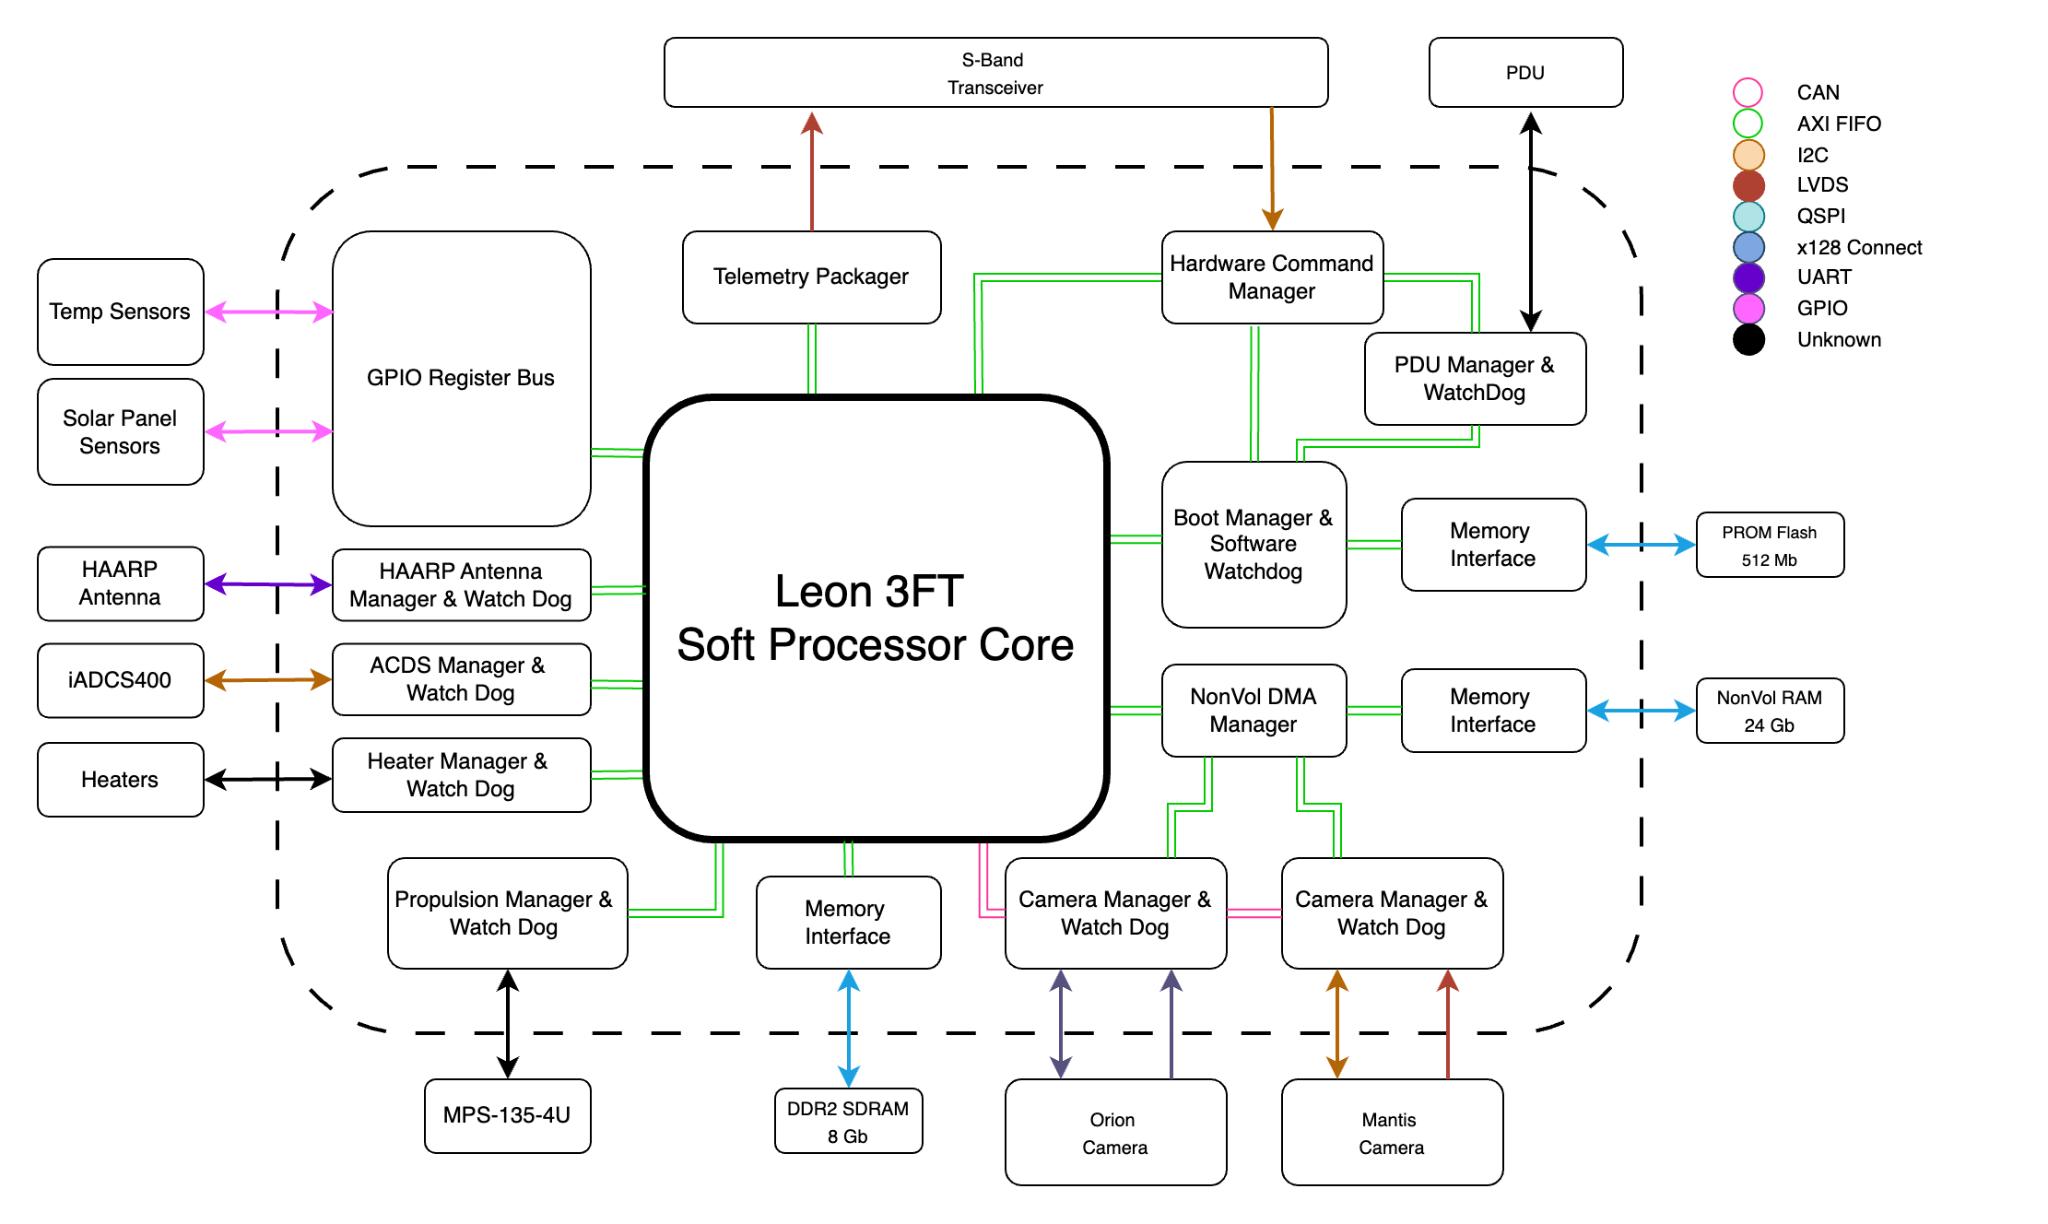 S-Band
Transceiver
PDU
CAN
AXI FIFO
I2C
LVDS
QSPI
x128 Connect
UART
GPIO
Unknown
Temp Sensors
Solar Panel
Sensors
GPIO Register Bus
Telemetry Packager
Hardware Command
Manager
PDU Manager &
WatchDog
HAARP
Antenna
HAARP Antenna
Manager & Watch Dog
iADCS400
ACDS Manager &
Watch Dog
Heaters
Heater Manager &
Watch Dog
Leon 3FT
Soft Processor Core
Boot Manager &
Software
Watchdog
Memory
Interface
PROM Flash
512 Mb
NonVol DMA
Manager
Memory
Interface
NonVol RAM
24 Gb
Propulsion Manager &
Watch Dog
Memory
Interface
Camera Manager &
Watch Dog
Camera Manager &
Watch Dog
MPS-135-4U
DDR2 SDRAM
8 Gb
Orion
Camera
Mantis
Camera